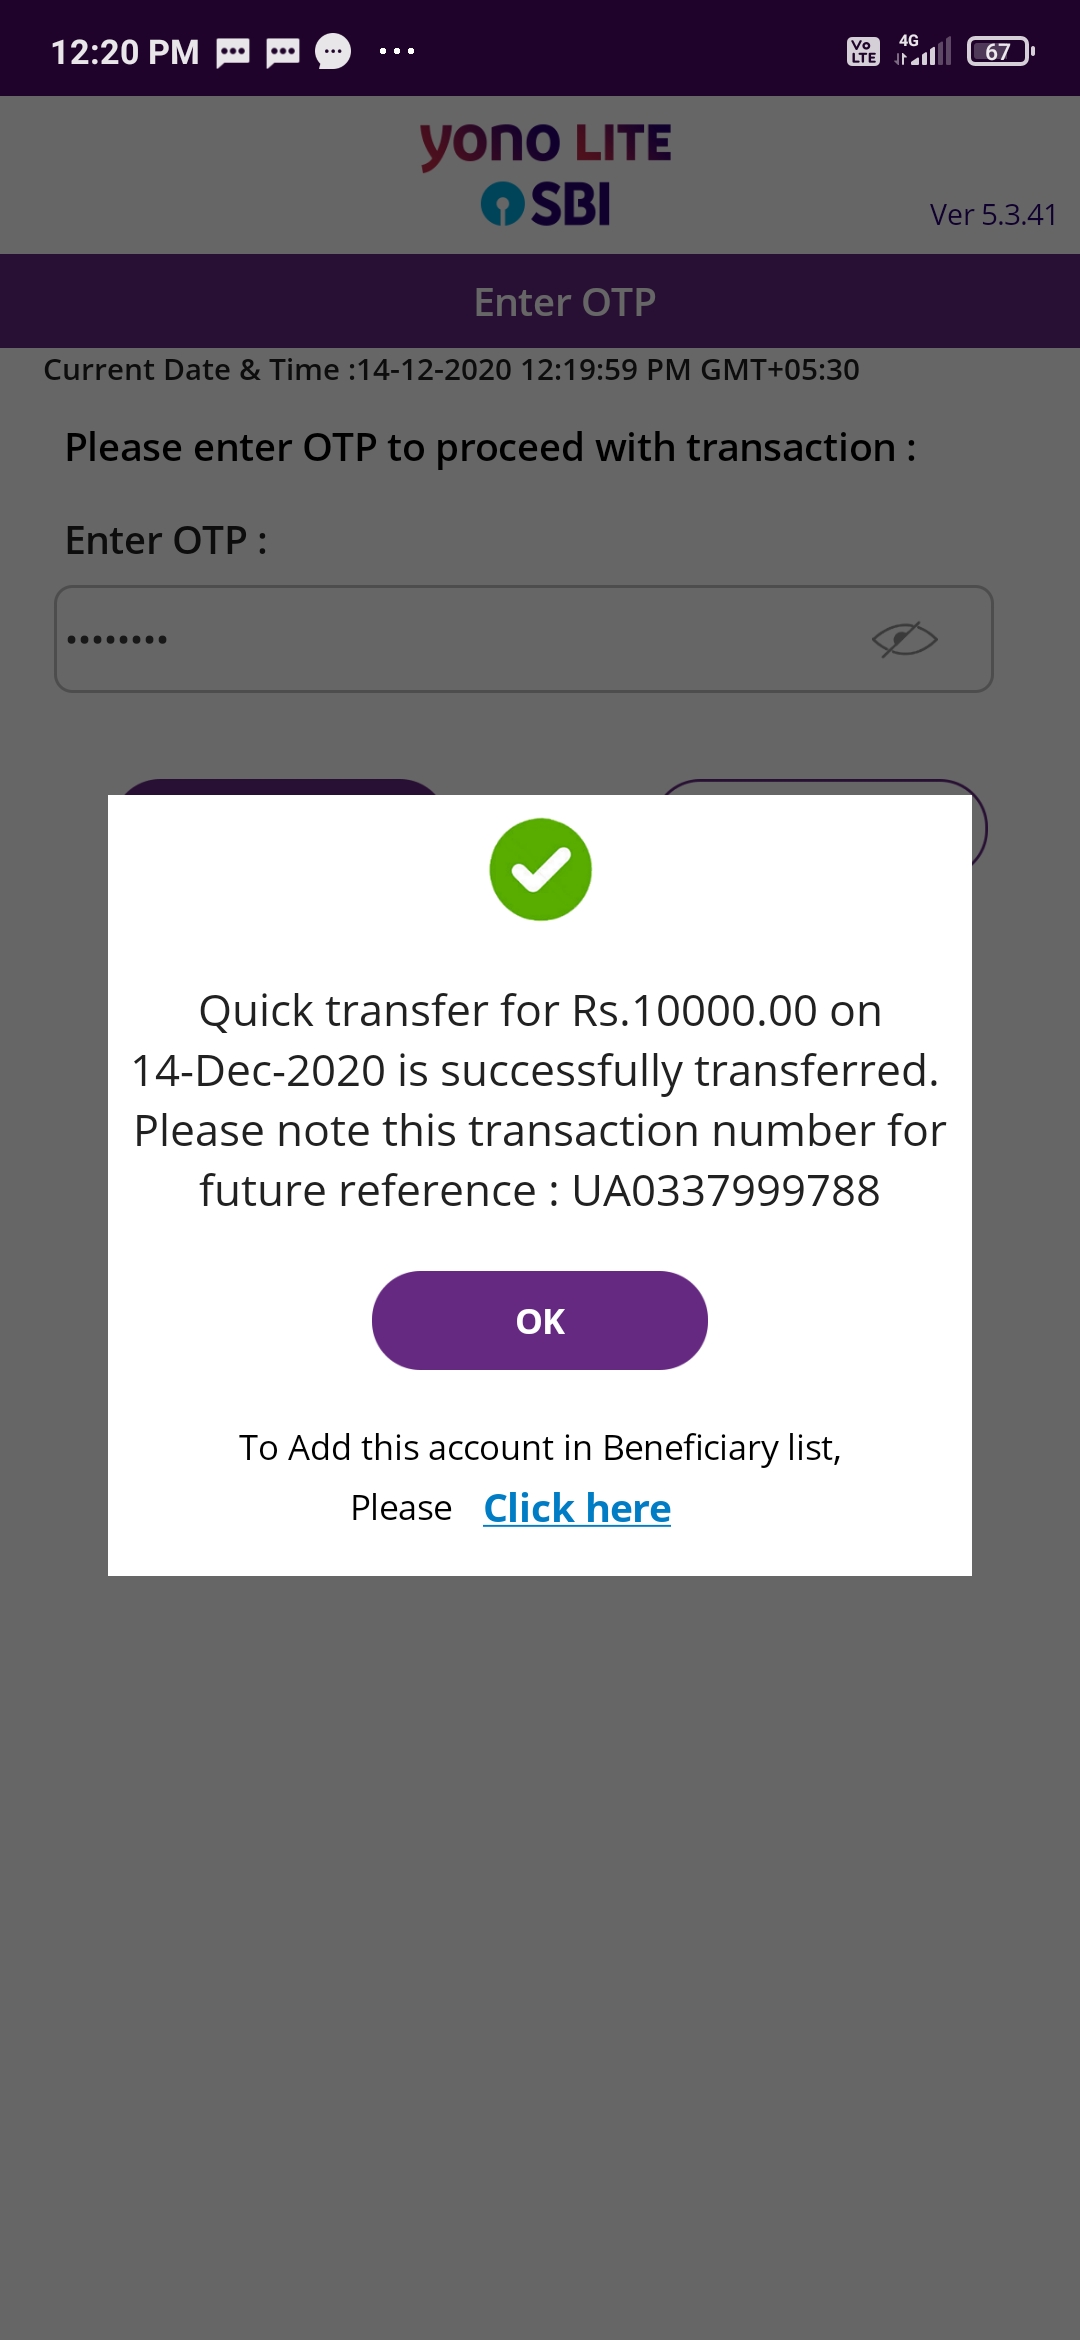 12:20 PM
Vo LTE 4G 67
yono LITE
SBI
Ver 5.3.41
Enter OTP
Current Date & Time :14-12-2020 12:19:59 PM GMT+05:30
Please enter OTP to proceed with transaction :
Enter OTP :
••••••••
Quick transfer for Rs.10000.00 on
14-Dec-2020 is successfully transferred.
Please note this transaction number for
future reference : UA0337999788
OK
To Add this account in Beneficiary list,
Please Click here